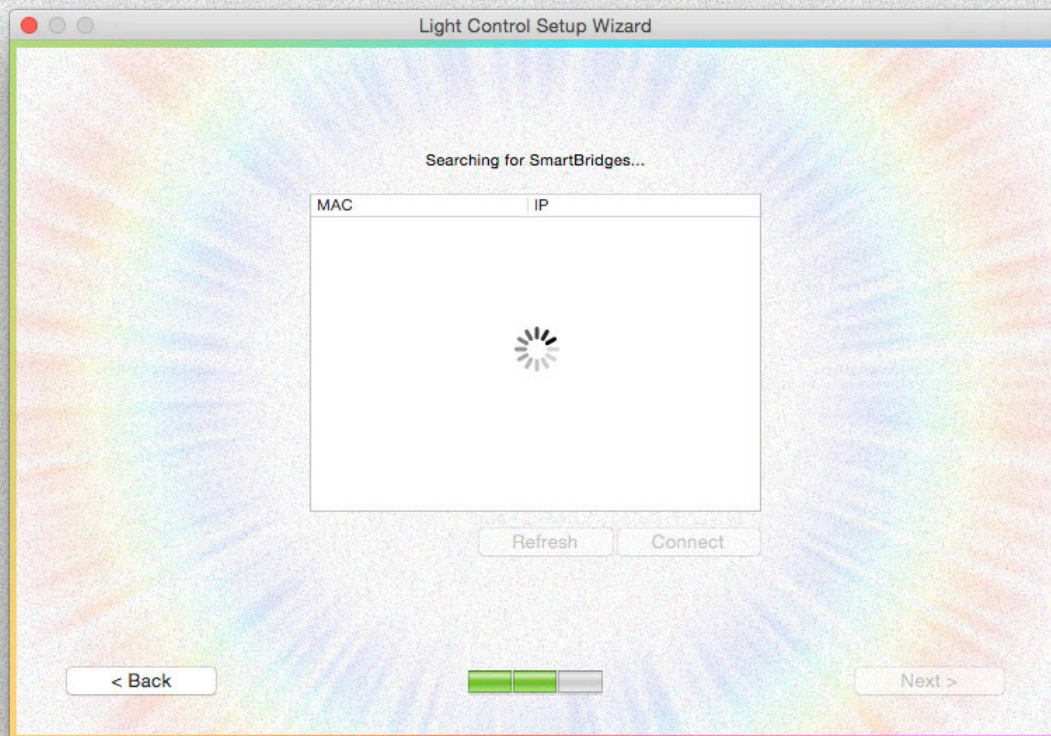 Light Control Setup Wizard
Searching for SmartBridges...
MAC IP
Refresh Connect
< Back Next >